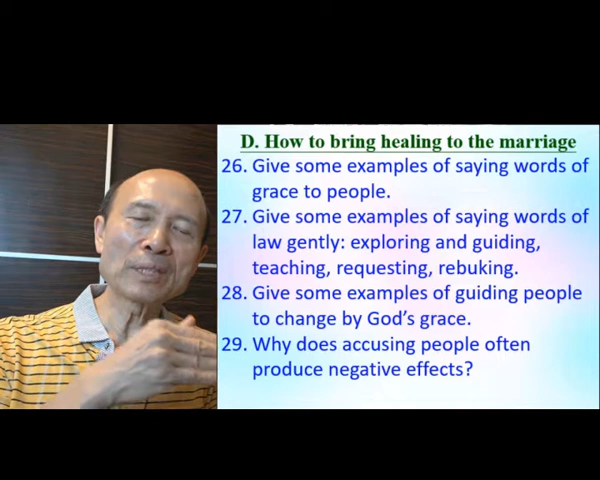 D. How to bring healing to the marriage
26. Give some examples of saying words of
grace to people.
27. Give some examples of saying words of
law gently: exploring and guiding,
teaching, requesting, rebuking.
28. Give some examples of guiding people
to change by God's grace.
29. Why does accusing people often
produce negative effects?